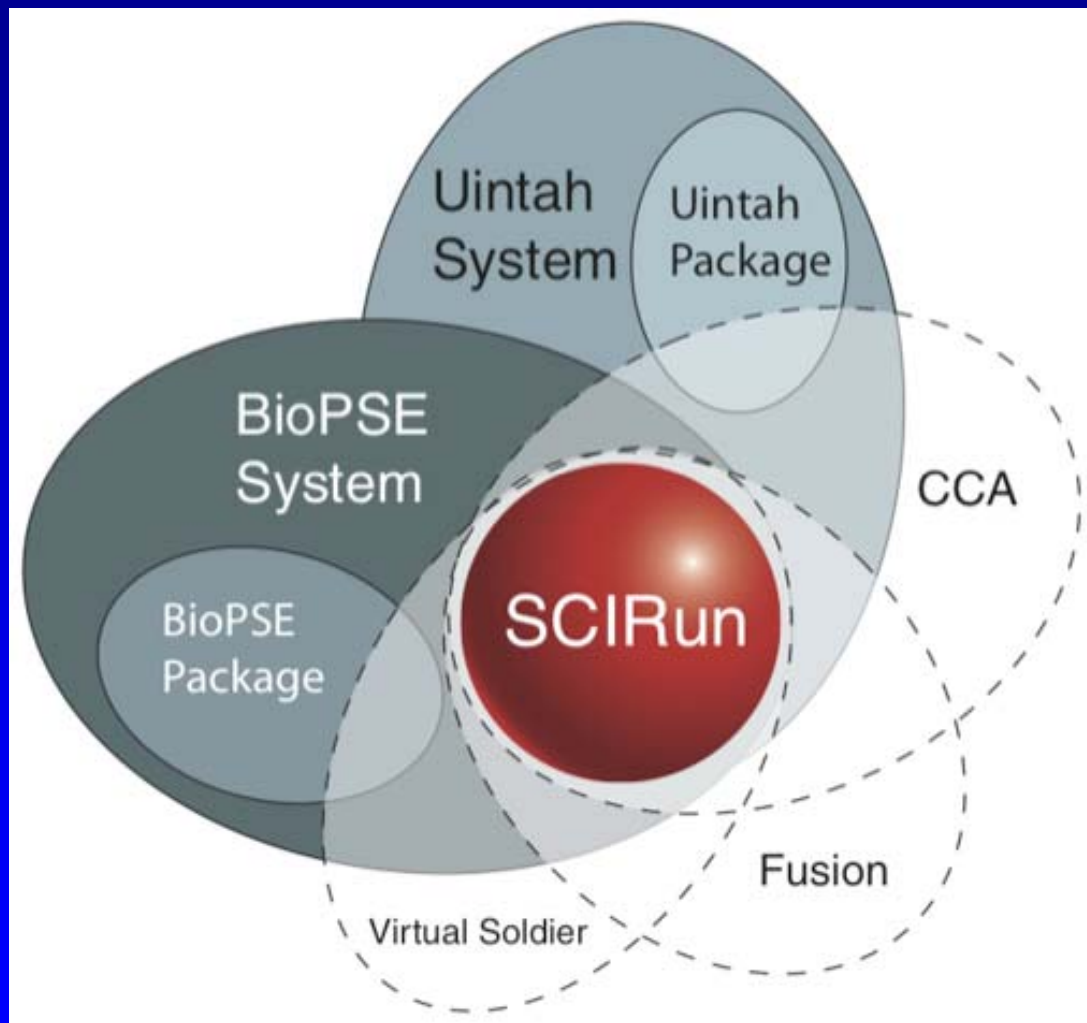 Uintah
System
Uintah
Package
BioPSE
System
CCA
SCIRun
BioPSE
Package
Fusion
Virtual Soldier